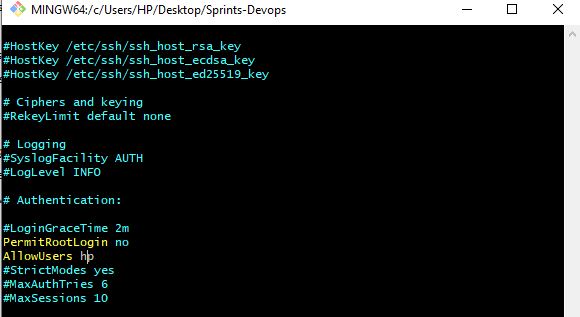 MINGW64:/c/Users/HP/Desktop/Sprints-Devops
#HostKey /etc/ssh/ssh_host_rsa_key
#HostKey /etc/ssh/ssh_host_ecdsa_key
#HostKey /etc/ssh/ssh_host_ed25519_key
# Ciphers and keying
#RekeyLimit default none
# Logging
#SyslogFacility AUTH
#LogLevel INFO
# Authentication:
#LoginGraceTime 2m
PermitRootLogin no
AllowUsers hp
#StrictModes yes
#MaxAuthTries 6
#MaxSessions 10